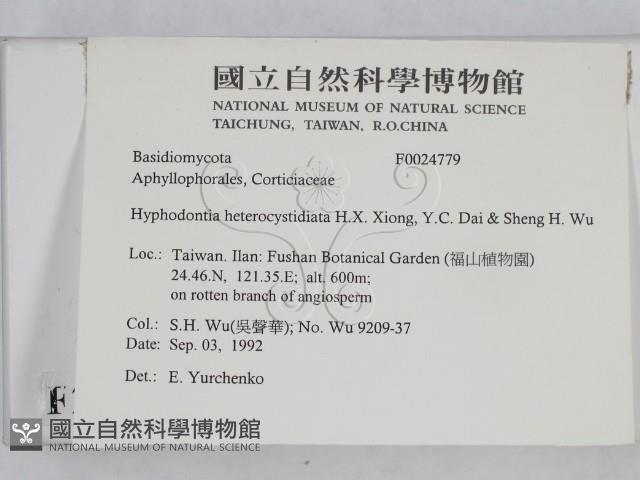 國立自然科學博物館
NATIONAL MUSEUM OF NATURAL SCIENCE
TAICHUNG, TAIWAN, R.O.CHINA
Basidiomycota F0024779
Aphyllophorales, Corticiaceae
Hyphodontia heterocystidiata H.X. Xiong, Y.C. Dai & Sheng H. Wu
Loc.: Taiwan. Ilan: Fushan Botanical Garden (福山植物園)
24.46.N, 121.35.E; alt. 600m;
on rotten branch of angiosperm
Col.: S.H. Wu(吳聲華); No. Wu 9209-37
Date: Sep. 03, 1992
Det.: E. Yurchenko
國立自然科學博物館
NATIONAL MUSEUM OF NATURAL SCIENCE